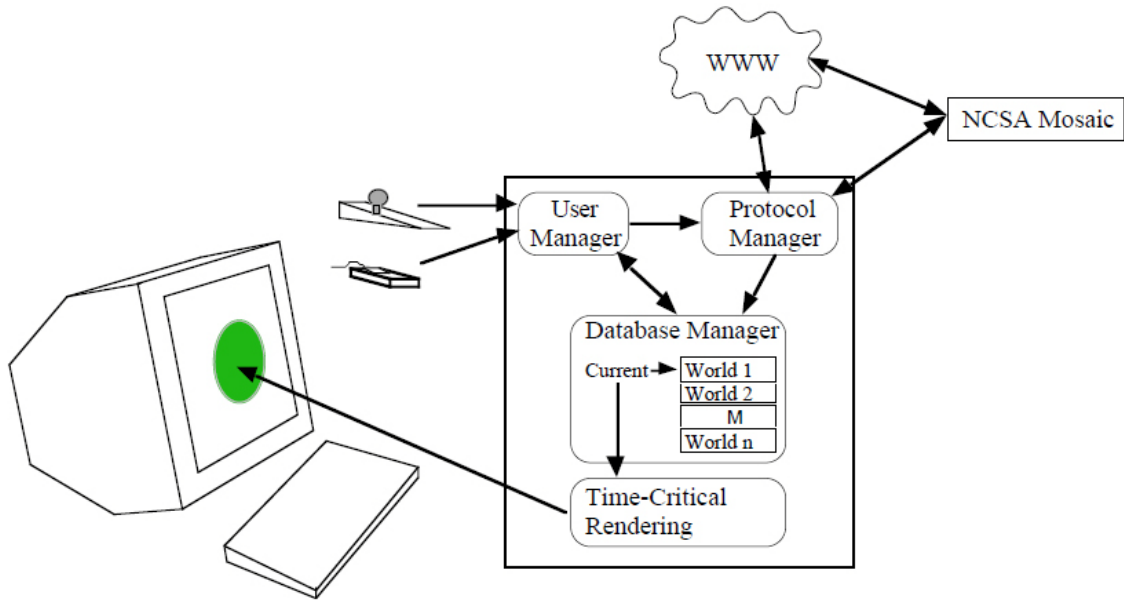 WWW
NCSA Mosaic
User
Manager
Protocol
Manager
Database Manager
Current
World 1
World 2
M
World n
Time-Critical
Rendering